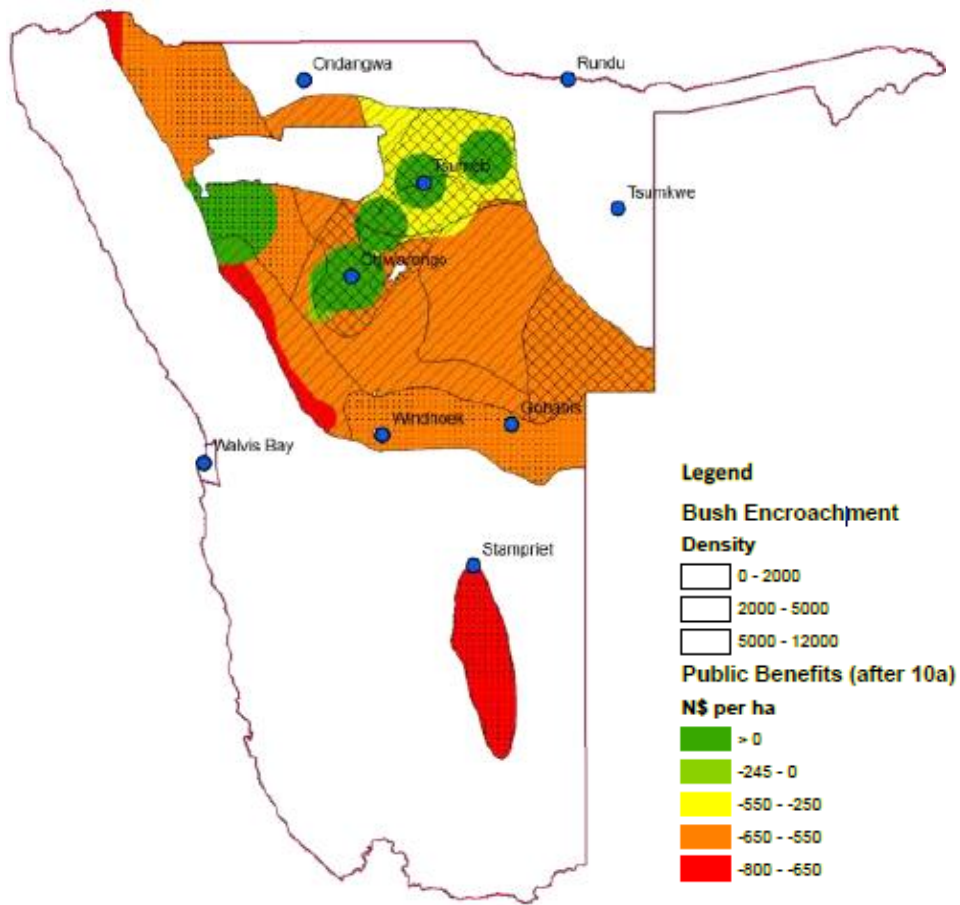 Ondangwa
Rundu
Tsumeb
Tsumkwe
Otjiwarongo
Windhoek
Gobabis
Walvis Bay
Stampriet
Legend
Bush Encroachment
Density
0 - 2000
2000 - 5000
5000 - 12000
Public Benefits (after 10a)
N$ per ha
> 0
-245 - 0
-550 - -250
-650 - -550
-800 - -650